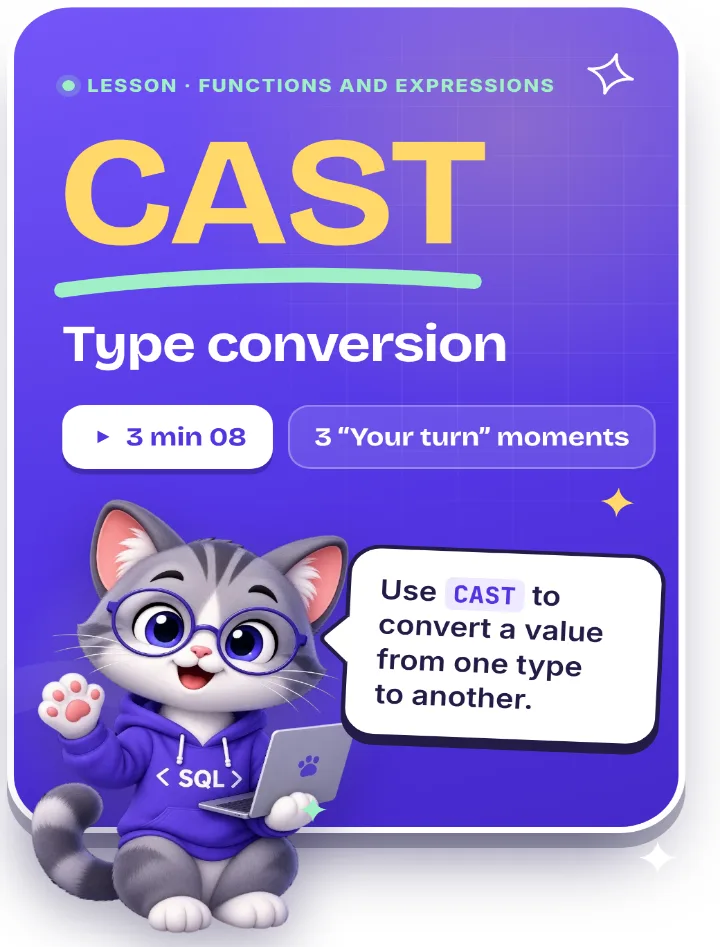 LESSON · FUNCTIONS AND EXPRESSIONS
CAST
Type conversion
3 min 08
3 “Your turn” moments
Use CAST to
convert a value
from one type
to another.
< SQL >